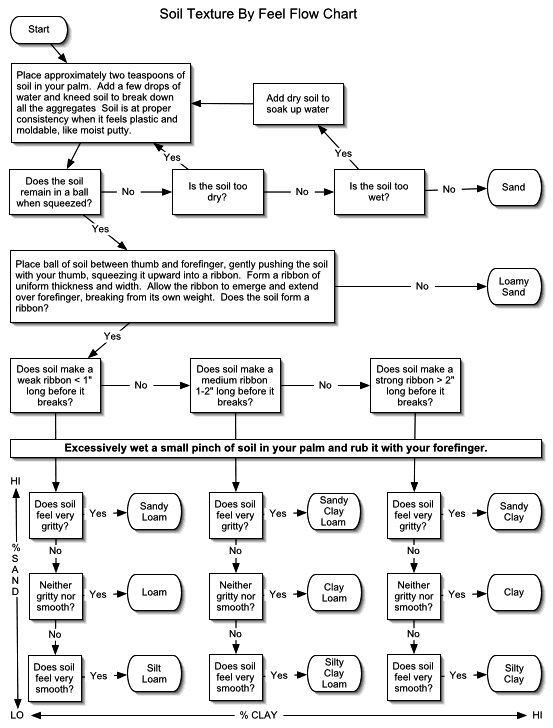 Soil Texture By Feel Flow Chart
Start
Place approximately two teaspoons of
soil in your palm. Add a few drops of
water and kneed soil to break down
all the aggregates Soil is at proper
consistency when it feels plastic and
moldable, like moist putty.
Add dry soil to
soak up water
Yes
Yes
Does the soil
remain in a ball
when squeezed?
No
Is the soil too
dry?
No
Is the soil too
wet?
No
Sand
Yes
Place ball of soil between thumb and forefinger, gently pushing the soil
with your thumb, squeezing it upward into a ribbon. Form a ribbon of
uniform thickness and width. Allow the ribbon to emerge and extend
over forefinger, breaking from its own weight. Does the soil form a
ribbon?
No
Loamy
Sand
Yes
Does soil make a
weak ribbon < 1"
long before it
breaks?
No
Does soil make a
medium ribbon
1-2" long before it
breaks?
No
Does soil make a
strong ribbon > 2"
long before it
breaks?
Excessively wet a small pinch of soil in your palm and rub it with your forefinger.
HI
% SAND
Does soil
feel very
gritty?
Yes
Sandy
Loam
Does soil
feel very
gritty?
Yes
Sandy
Clay
Loam
Does soil
feel very
gritty?
Yes
Sandy
Clay
No
No
No
Neither
gritty nor
smooth?
Yes
Loam
Neither
gritty nor
smooth?
Yes
Clay
Loam
Neither
gritty nor
smooth?
Yes
Clay
No
No
No
Does soil
feel very
smooth?
Yes
Silt
Loam
Does soil
feel very
smooth?
Yes
Silty
Clay
Loam
Does soil
feel very
smooth?
Yes
Silty
Clay
LO
% CLAY
HI